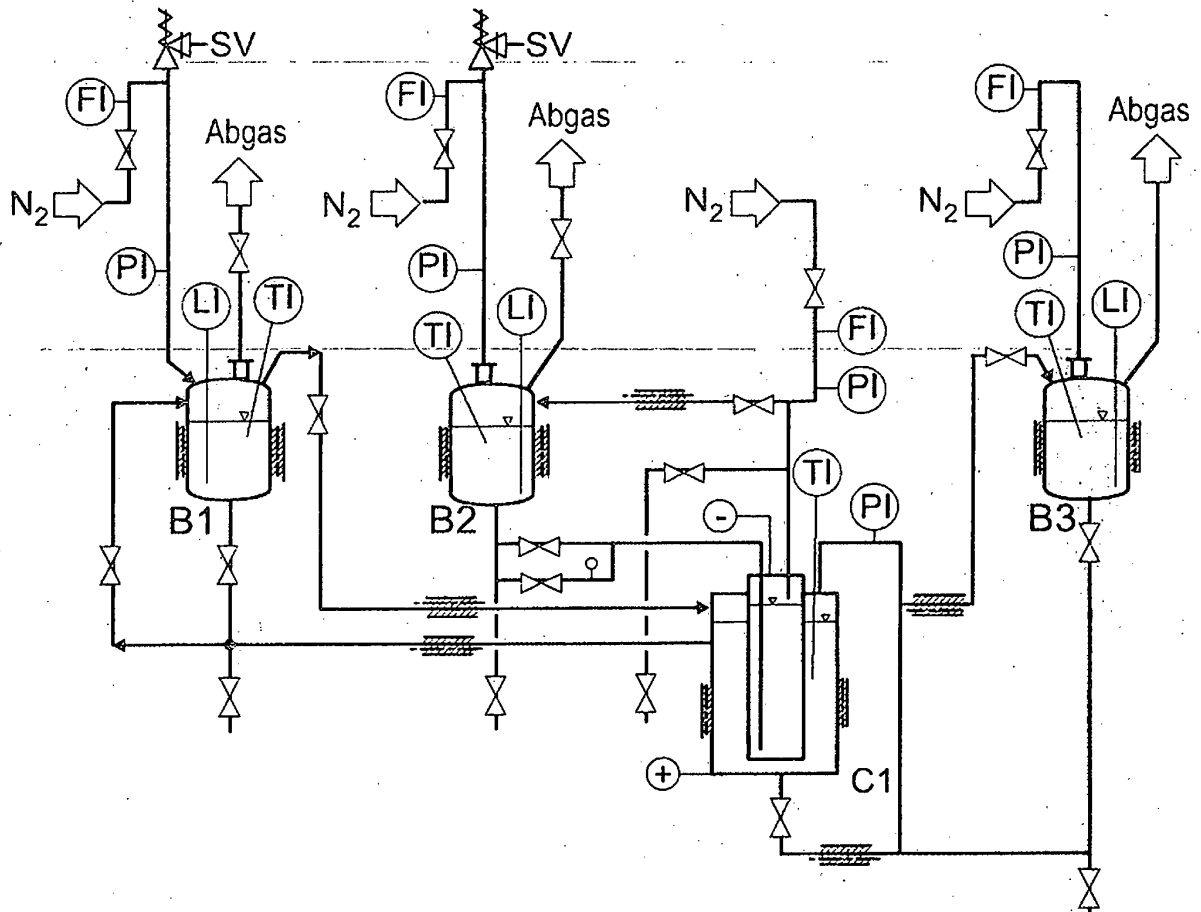 SV
SV
FI
FI
FI
Abgas
Abgas
Abgas
N2
N2
N2
N2
PI
PI
PI
LI
TI
TI
LI
FI
TI
LI
PI
TI
PI
B1
B2
B3
-
+
C1